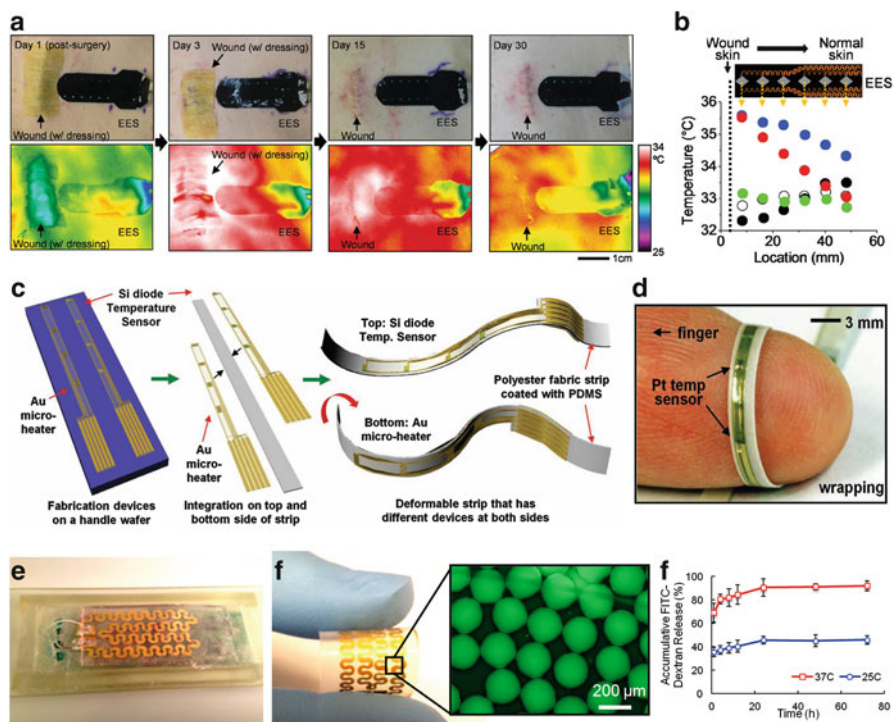 a
Day 1 (post-surgery)
Wound (w/ dressing)
EES
Day 3
Wound (w/ dressing)
EES
Day 15
Wound
EES
Day 30
Wound
EES
Wound (w/ dressing)
EES
Wound (w/ dressing)
EES
Wound
EES
Wound
EES
34
°C
25
1cm
b
Wound
skin
Normal
skin
EES
Temperature (°C)
36
35
34
33
32
0 10 20 30 40 50
Location (mm)
c
Si diode
Temperature
Sensor
Au
micro-
heater
Fabrication devices
on a handle wafer
Au
micro-
heater
Integration on top and
bottom side of strip
Top: Si diode
Temp. Sensor
Polyester fabric strip
coated with PDMS
Bottom: Au
micro-heater
Deformable strip that has
different devices at both sides
d
3 mm
finger
Pt temp
sensor
wrapping
e
f
200 µm
f
Accumulative FITC-
Dextran Release (%)
120
80
40
0
37C 25C
0 20 40 60 80
Time (h)